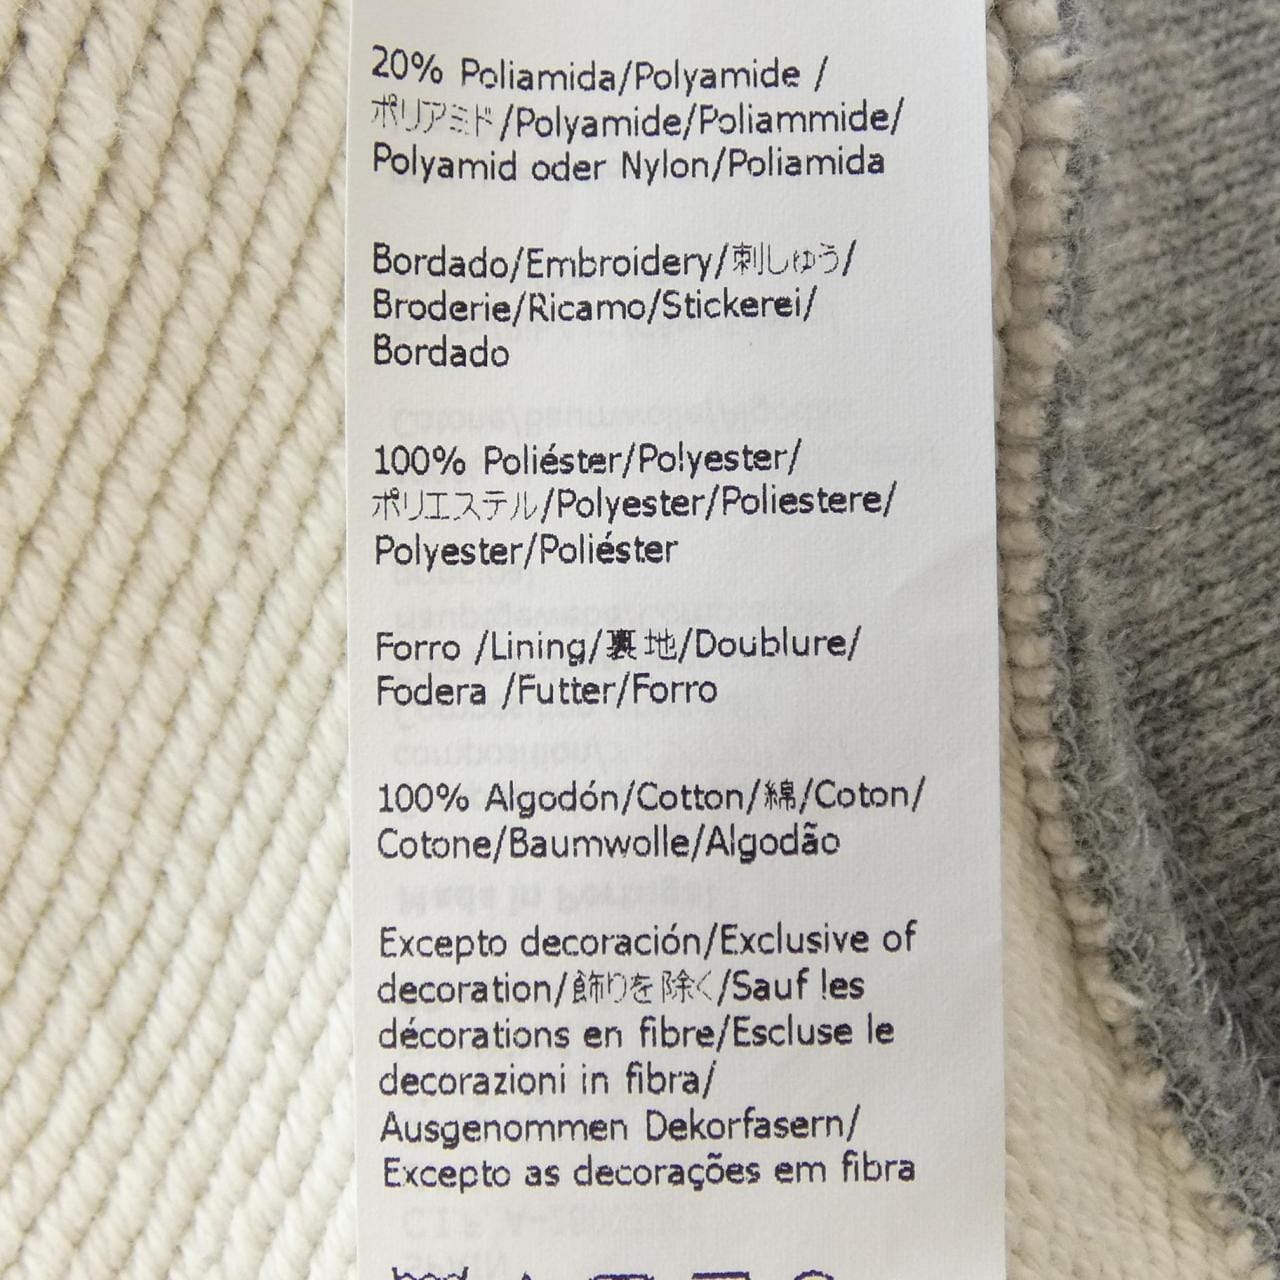 20% Poliamida/Polyamide /
ポリアミド/Polyamide/Poliammide/
Polyamid oder Nylon/Poliamida
Bordado/Embroidery/刺しゅう/
Broderie/Ricamo/Stickerei/
Bordado
100% Poliéster/Polyester/
ポリエステル/Polyester/Poliestere/
Polyester/Poliéster
Forro /Lining/裏地/Doublure/
Fodera /Futter/Forro
100% Algodón/Cotton/綿/Coton/
Cotone/Baumwolle/Algodão
Excepto decoración/Exclusive of
decoration/飾りを除く/Sauf les
décorations en fibre/Escluse le
decorazioni in fibra/
Ausgenommen Dekorfasern/
Excepto as decorações em fibra